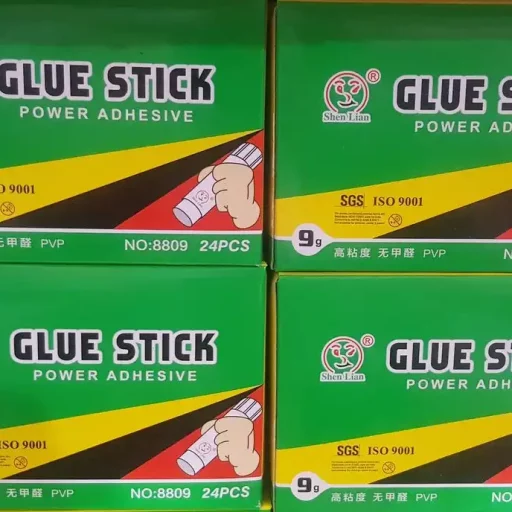 GLUE STICK
POWER ADHESIVE
ISO 9001
无甲醛 PVP
NO:8809 24PCS
®
Shen Lian
GLUE S
POWER AD
SGS ISO 9001
9g
高粘度 无甲醛 PVP
NO
GLUE STICK
POWER ADHESIVE
ISO 9001
无甲醛 PVP
NO:8809 24PCS
®
Shen Lian
GLUE ST
POWER ADH
SGS ISO 9001
9g
高粘度 无甲醛 PVP
NO